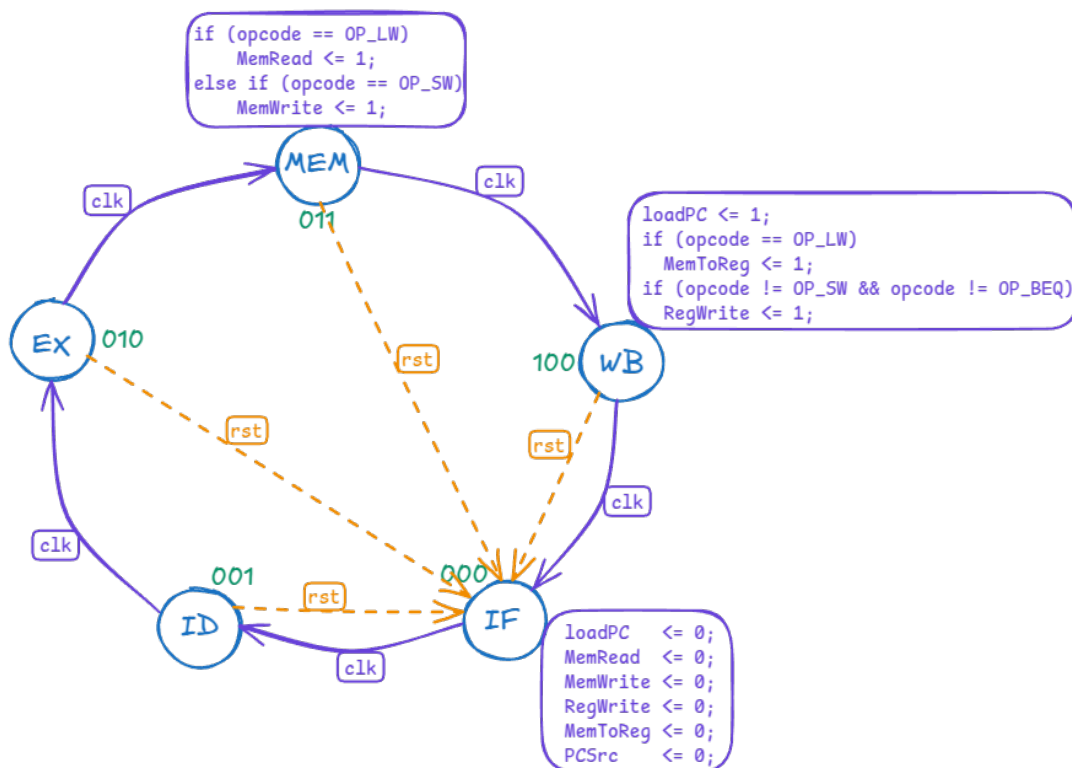 if (opcode == OP_LW)
    MemRead <= 1;
else if (opcode == OP_SW)
    MemWrite <= 1;
MEM
clk
clk
011
loadPC <= 1;
if (opcode == OP_LW)
  MemToReg <= 1;
if (opcode != OP_SW && opcode != OP_BEQ)
  RegWrite <= 1;
EX
010
rst
100
WB
rst
rst
clk
clk
001
000
rst
ID
IF
clk
loadPC   <= 0;
MemRead  <= 0;
MemWrite <= 0;
RegWrite <= 0;
MemToReg <= 0;
PCSrc    <= 0;